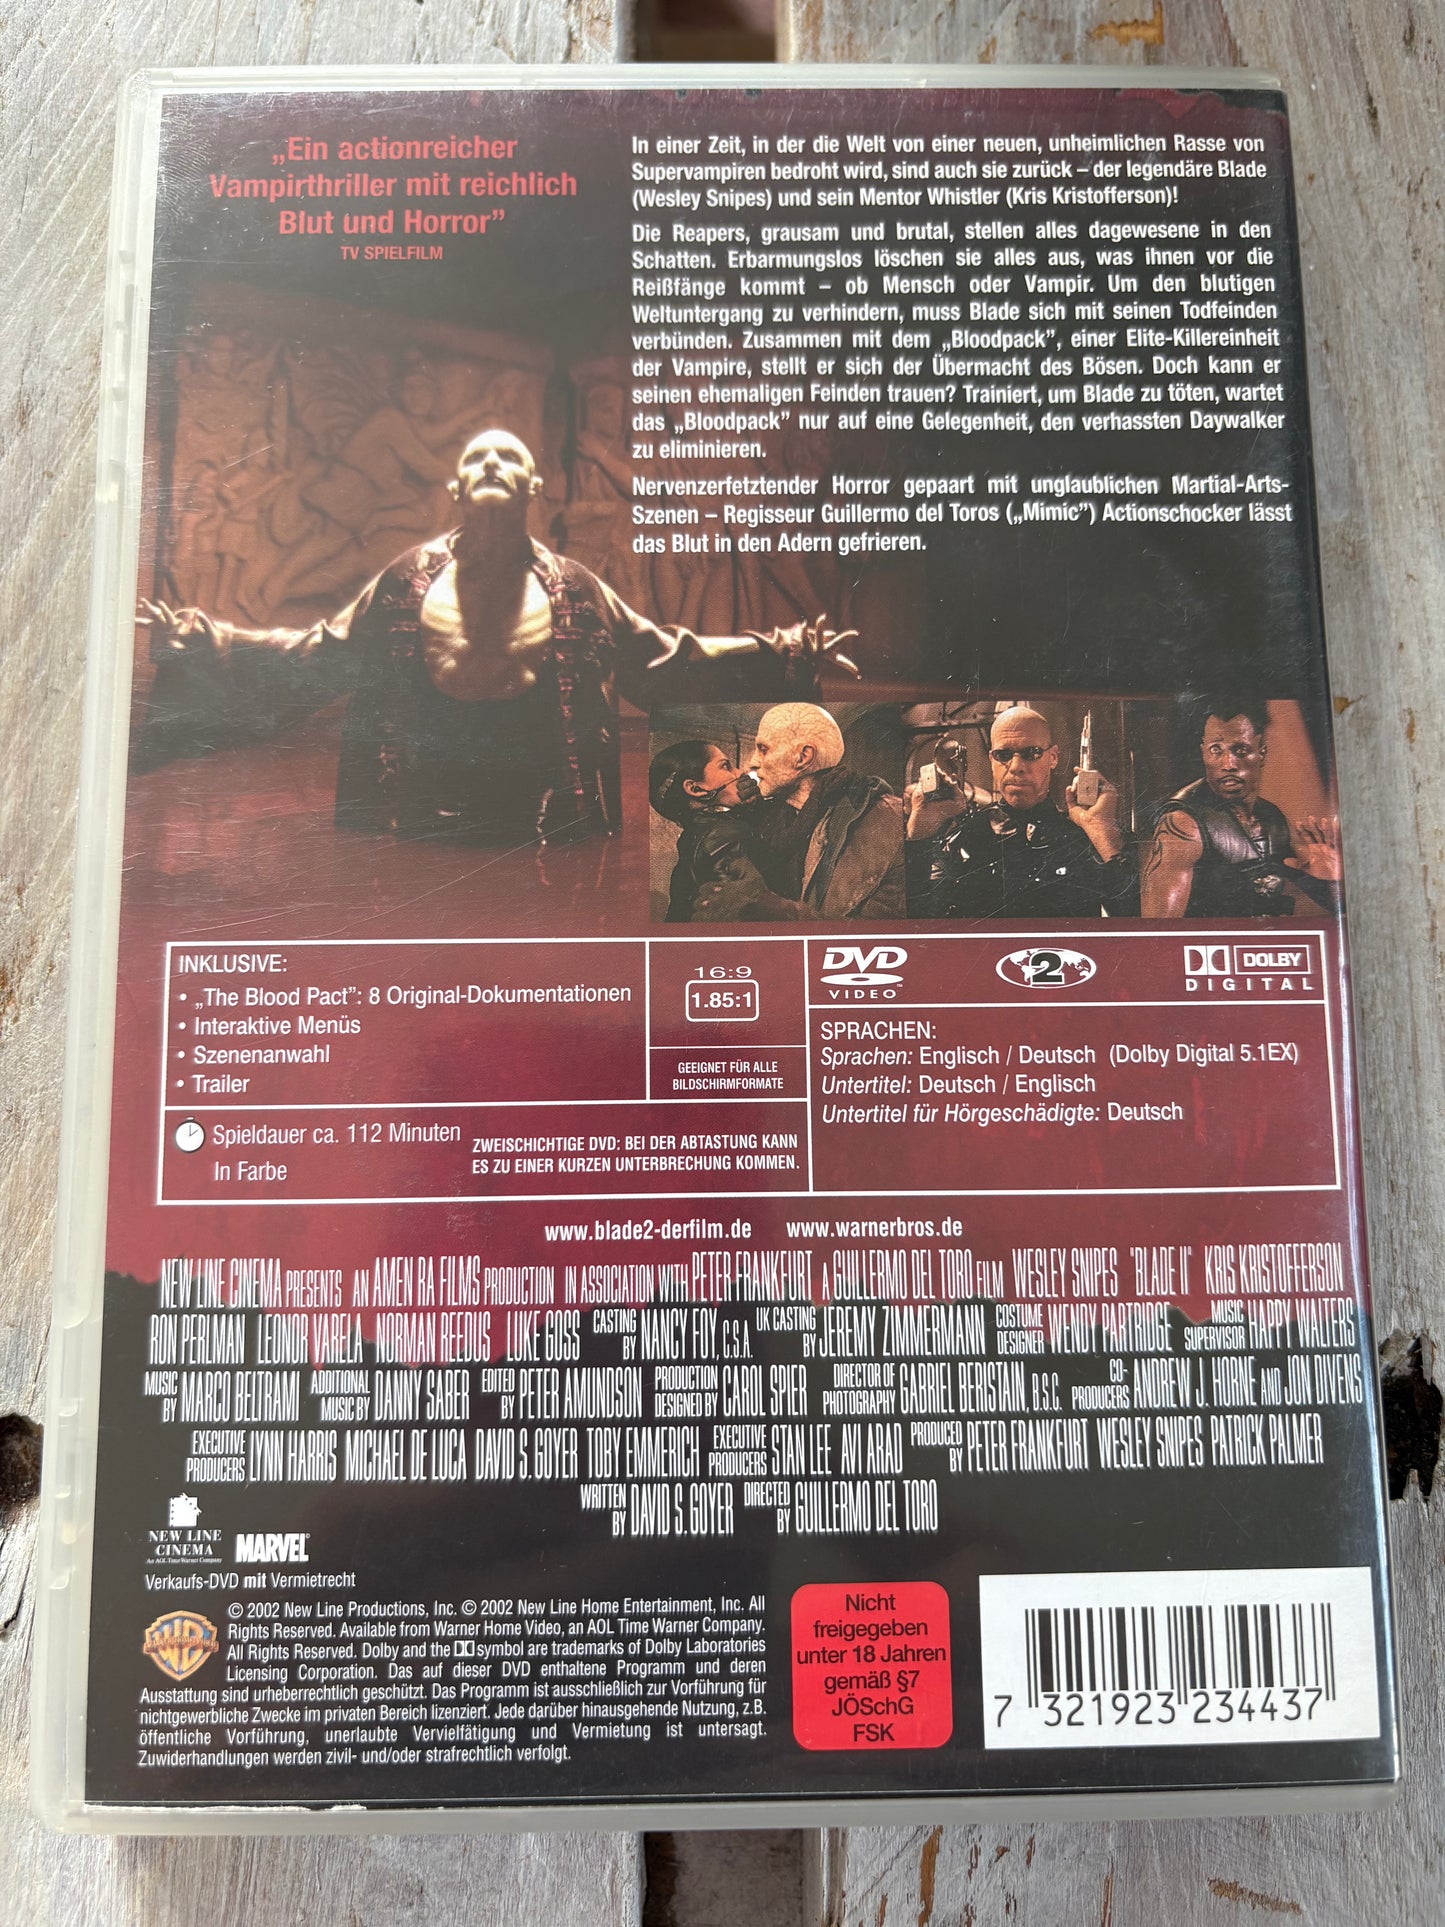 „Ein actionreicher
Vampirthriller mit reichlich
Blut und Horror”
TV SPIELFILM
In einer Zeit, in der die Welt von einer neuen, unheimlichen Rasse von
Supervampiren bedroht wird, sind auch sie zurück – der legendäre Blade
(Wesley Snipes) und sein Mentor Whistler (Kris Kristofferson)!
Die Reapers, grausam und brutal, stellen alles dagewesene in den
Schatten. Erbarmungslos löschen sie alles aus, was ihnen vor die
Reißfänge kommt – ob Mensch oder Vampir. Um den blutigen
Weltuntergang zu verhindern, muss Blade sich mit seinen Todfeinden
verbünden. Zusammen mit dem „Bloodpack”, einer Elite-Killereinheit
der Vampire, stellt er sich der Übermacht des Bösen. Doch kann er
seinen ehemaligen Feinden trauen? Trainiert, um Blade zu töten, wartet
das „Bloodpack” nur auf eine Gelegenheit, den verhassten Daywalker
zu eliminieren.
Nervenzerfetztender Horror gepaart mit unglaublichen Martial-Arts-
Szenen – Regisseur Guillermo del Toros („Mimic”) Actionschocker lässt
das Blut in den Adern gefrieren.
INKLUSIVE:
• „The Blood Pact”: 8 Original-Dokumentationen
• Interaktive Menüs
• Szenenanwahl
• Trailer
16:9
1.85:1
GEEIGNET FÜR ALLE
BILDSCHIRMFORMATE
Spieldauer ca. 112 Minuten
In Farbe
ZWEISCHICHTIGE DVD: BEI DER ABTASTUNG KANN
ES ZU EINER KURZEN UNTERBRECHUNG KOMMEN.
DVD
VIDEO™
2
DOLBY
DIGITAL
SPRACHEN:
Sprachen: Englisch / Deutsch (Dolby Digital 5.1EX)
Untertitel: Deutsch / Englisch
Untertitel für Hörgeschädigte: Deutsch
www.blade2-derfilm.de www.warnerbros.de
NEW LINE CINEMA PRESENTS AN AMEN RA FILMS PRODUCTION IN ASSOCIATION WITH PETER FRANKFURT A GUILLERMO DEL TORO FILM WESLEY SNIPES "BLADE II" KRIS KRISTOFFERSON
RON PERLMAN LEONOR VARELA NORMAN REEDUS LUKE GOSS CASTING BY NANCY FOY, C.S.A. UK CASTING BY JEREMY ZIMMERMANN COSTUME DESIGNER WENDY PARTRIDGE MUSIC SUPERVISOR HAPPY WALTERS
MUSIC BY MARCO BELTRAMI ADDITIONAL MUSIC BY DANNY SABER EDITED BY PETER AMUNDSON PRODUCTION DESIGNED BY CAROL SPIER DIRECTOR OF PHOTOGRAPHY GABRIEL BERISTAIN, B.S.C. CO-PRODUCERS ANDREW J. HORNE AND JON DIVENS
EXECUTIVE PRODUCERS LYNN HARRIS MICHAEL DE LUCA DAVID S. GOYER TOBY EMMERICH EXECUTIVE PRODUCERS STAN LEE AVI ARAD PRODUCED BY PETER FRANKFURT WESLEY SNIPES PATRICK PALMER
WRITTEN BY DAVID S. GOYER DIRECTED BY GUILLERMO DEL TORO
NEW LINE
CINEMA
An AOL Time Warner Company
MARVEL
Verkaufs-DVD mit Vermietrecht
© 2002 New Line Productions, Inc. © 2002 New Line Home Entertainment, Inc. All
Rights Reserved. Available from Warner Home Video, an AOL Time Warner Company.
All Rights Reserved. Dolby and the symbol are trademarks of Dolby Laboratories
Licensing Corporation. Das auf dieser DVD enthaltene Programm und deren
Ausstattung sind urheberrechtlich geschützt. Das Programm ist ausschließlich zur Vorführung für
nichtgewerbliche Zwecke im privaten Bereich lizenziert. Jede darüber hinausgehende Nutzung, z.B.
öffentliche Vorführung, unerlaubte Vervielfätigung und Vermietung ist untersagt.
Zuwiderhandlungen werden zivil- und/oder strafrechtlich verfolgt.
Nicht
freigegeben
unter 18 Jahren
gemäß §7
JÖSchG
FSK
7 321923 234437